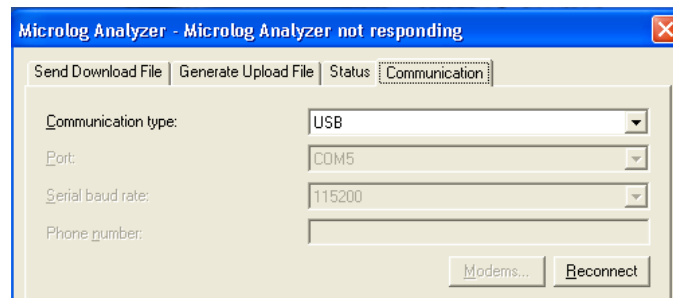 Microlog Analyzer - Microlog Analyzer not responding
Send Download File Generate Upload File Status Communication
Communication type: USB
Port: COM5
Serial baud rate: 115200
Phone number:
Modems... Reconnect